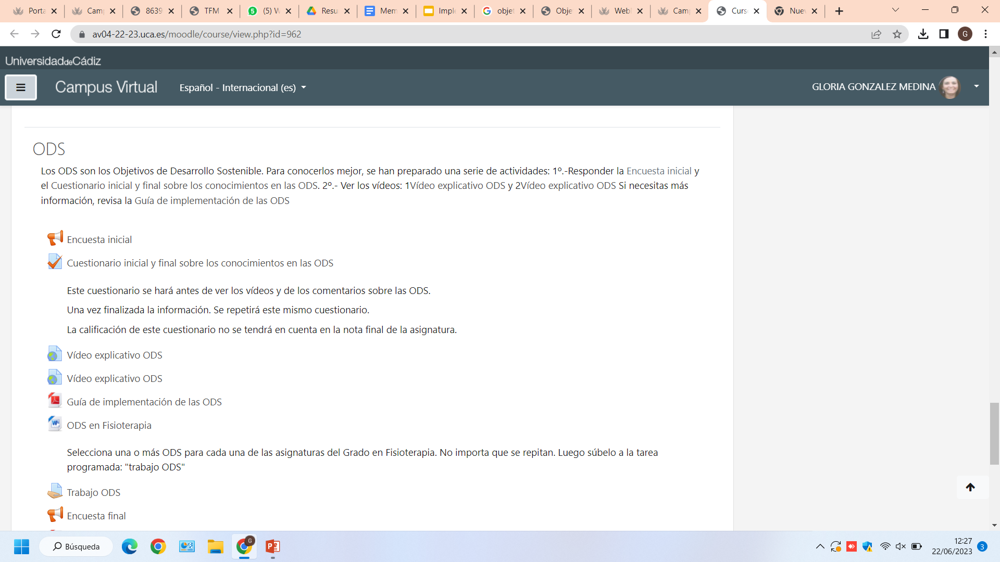 Porta
Camp
8639
TFM
(5) W
Resu
Mem
Imple
objet
Obje
WebM
Cam
Curs
Nuev
av04-22-23.uca.es/moodle/course/view.php?id=962
G
UniversidaddeCádiz
Campus Virtual
Español - Internacional (es)
GLORIA GONZALEZ MEDINA
ODS
Los ODS son los Objetivos de Desarrollo Sostenible. Para conocerlos mejor, se han preparado una serie de actividades: 1º.-Responder la Encuesta inicial y
el Cuestionario inicial y final sobre los conocimientos en las ODS. 2º.- Ver los vídeos: 1Vídeo explicativo ODS y 2Vídeo explicativo ODS Si necesitas más
información, revisa la Guía de implementación de las ODS
Encuesta inicial
Cuestionario inicial y final sobre los conocimientos en las ODS
Este cuestionario se hará antes de ver los vídeos y de los comentarios sobre las ODS.
Una vez finalizada la información. Se repetirá este mismo cuestionario.
La calificación de este cuestionario no se tendrá en cuenta en la nota final de la asignatura.
Vídeo explicativo ODS
Vídeo explicativo ODS
Guía de implementación de las ODS
ODS en Fisioterapia
Selecciona una o más ODS para cada una de las asignaturas del Grado en Fisioterapia. No importa que se repitan. Luego súbelo a la tarea
programada: "trabajo ODS"
Trabajo ODS
Encuesta final
Búsqueda
12:27
22/06/2023
3